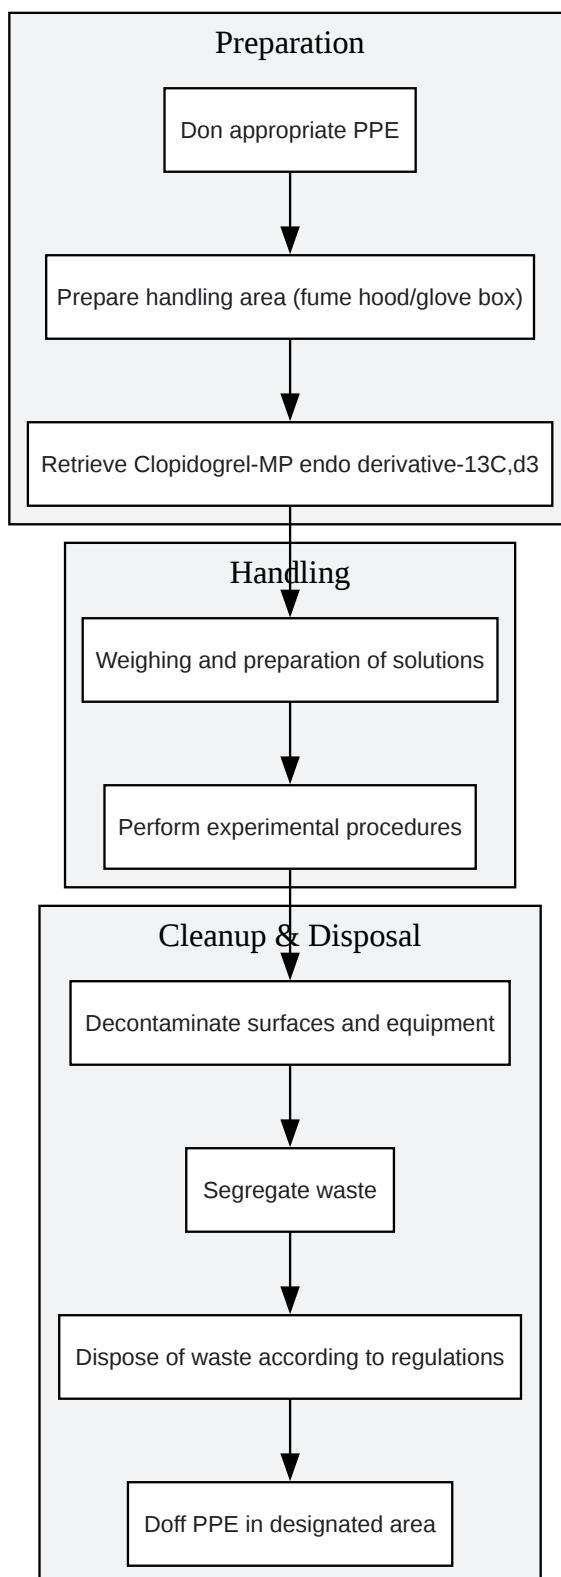 Preparation
Don appropriate PPE
Prepare handling area (fume hood/glove box)
Retrieve Clopidogrel-MP endo derivative-13C,d3
Handling
Weighing and preparation of solutions
Perform experimental procedures
Cleanup & Disposal
Decontaminate surfaces and equipment
Segregate waste
Dispose of waste according to regulations
Doff PPE in designated area